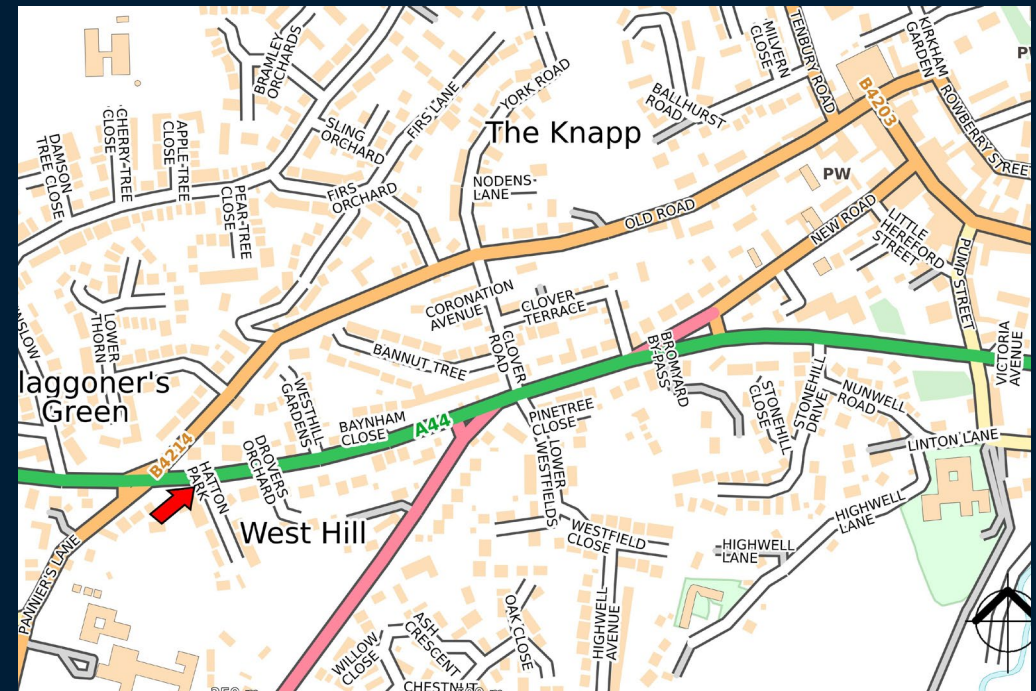 BRAMLEY
ORCHARDS
MILVERN
CLOSE
TENBURY ROAD
KIRKHAM
GARDEN
B4203
ROWBERRY STREET
YORK ROAD
FIRS LANE
BALLHURST
ROAD
The Knapp
SLING
ORCHARD
DAMSON
TREE CLOSE
CHERRY-TREE
CLOSE
APPLE-TREE
CLOSE
PEAR-TREE
CLOSE
FIRS
ORCHARD
NODENS
LANE
PW
OLD ROAD
NEW ROAD
LITTLE
HEREFORD
STREET
PUMP STREET
CORONATION
AVENUE
CLOVER
TERRACE
CLOVER
ROAD
BANNUT TREE
LOWER
THORN
laggoner's
Green
WESTHILL
GARDENS
BAYNHAM
CLOSE
A44
BROMYARD
BY-PASS
VICTORIA
AVENUE
STONEHILL
CLOSE
STONEHILL
DRIVE
NUNWELL
ROAD
LINTON LANE
PINETREE
CLOSE
LOWER
WESTFIELDS
B4214
HATTON
PARK
DROVERS
ORCHARD
West Hill
WESTFIELD
CLOSE
HIGHWELL
LANE
HIGHWELL
LANE
PANNIER'S LANE
HIGHWELL
AVENUE
OAK CLOSE
ASH
CRESCENT
WILLOW
CLOSE
CHESTNUT